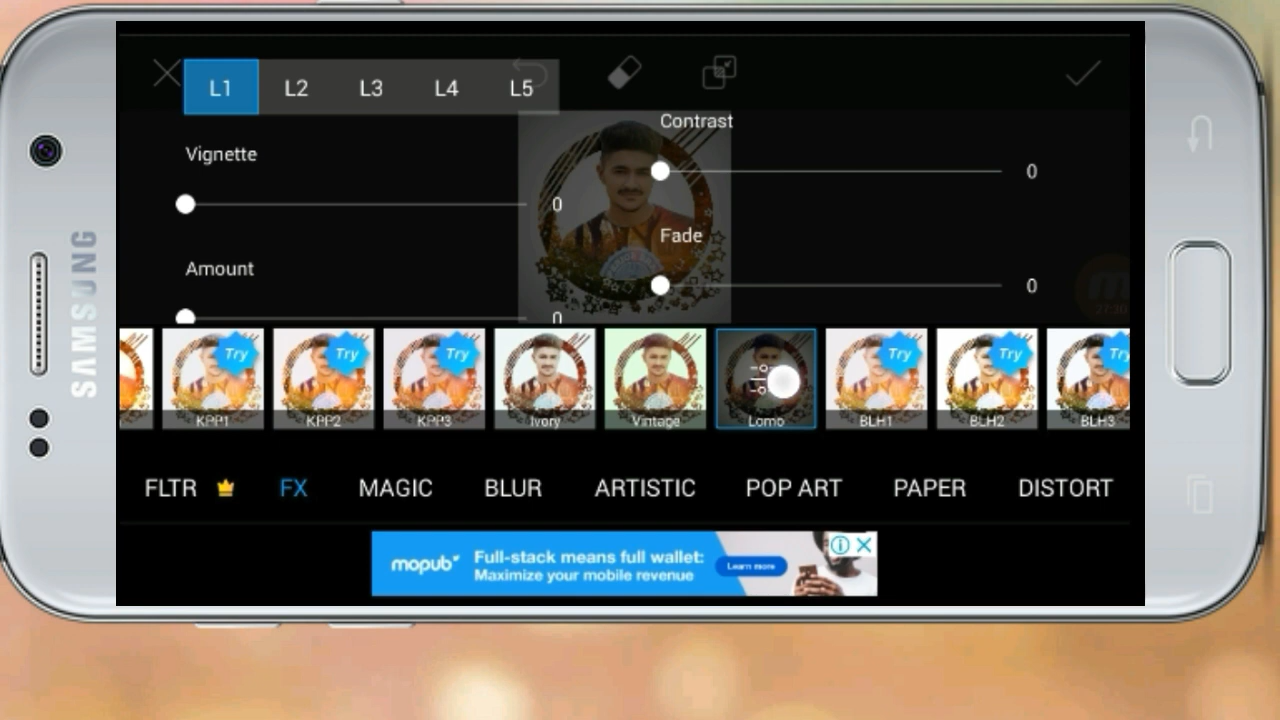 SAMSUNG
L1 L2 L3 L4 L5
Contrast
0
Vignette
0
Fade
0
Amount
0
Try Try Try Try Try Try
KPP1 KPP2 KPP3 Ivory Vintage Lomo BLH1 BLH2 BLH3
FLTR FX MAGIC BLUR ARTISTIC POP ART PAPER DISTORT
mopub Full-stack means full wallet:
Maximize your mobile revenue
Learn more